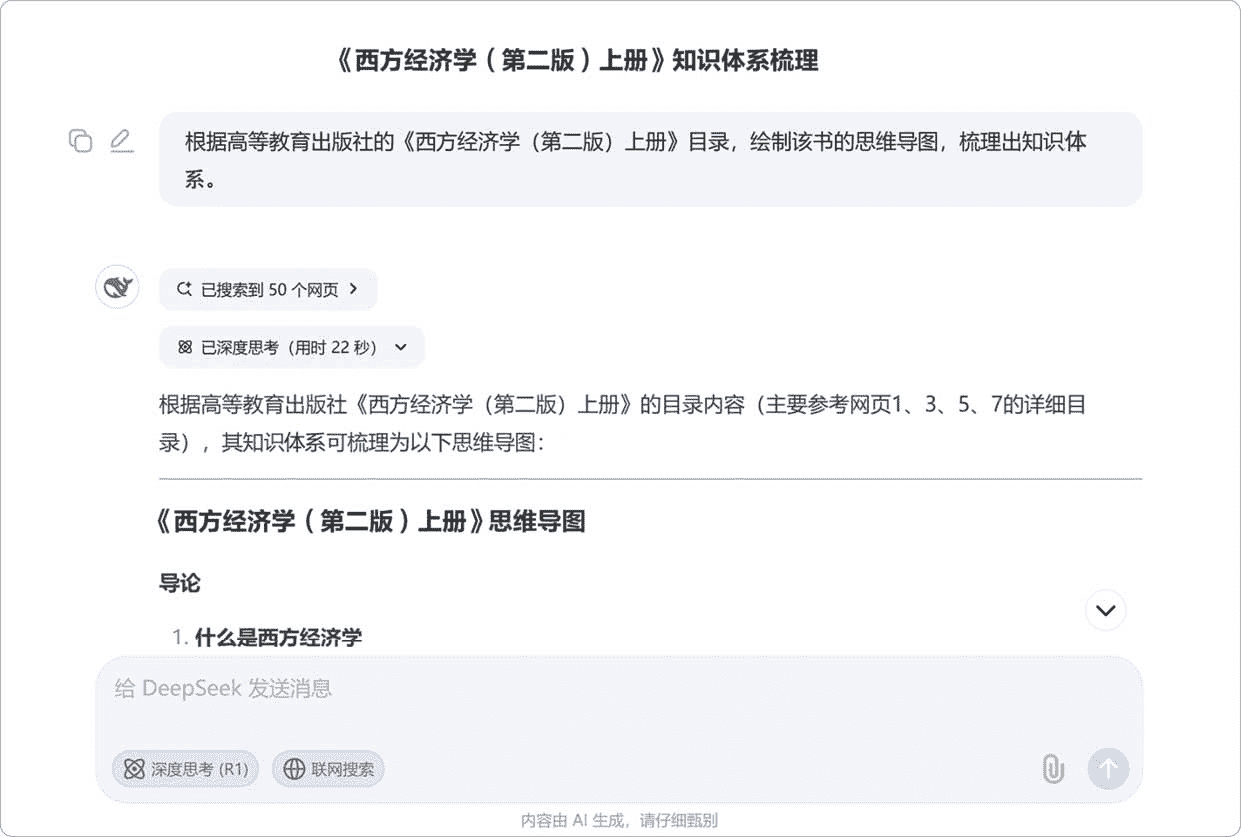 《西方经济学（第二版）上册》知识体系梳理
根据高等教育出版社的《西方经济学（第二版）上册》目录，绘制该书的思维导图，梳理出知识体
系。
已搜索到 50 个网页
已深度思考（用时 22 秒）
根据高等教育出版社《西方经济学（第二版）上册》的目录内容（主要参考网页1、3、5、7的详细目
录），其知识体系可梳理为以下思维导图：
《西方经济学（第二版）上册》思维导图
导论
1. 什么是西方经济学
给 DeepSeek 发送消息
深度思考 (R1) 联网搜索
内容由 AI 生成，请仔细甄别